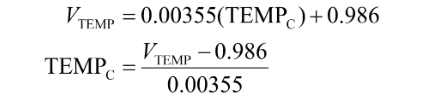 V_TEMP = 0.00355(TEMP_C) + 0.986
TEMP_C = (V_TEMP − 0.986) / 0.00355